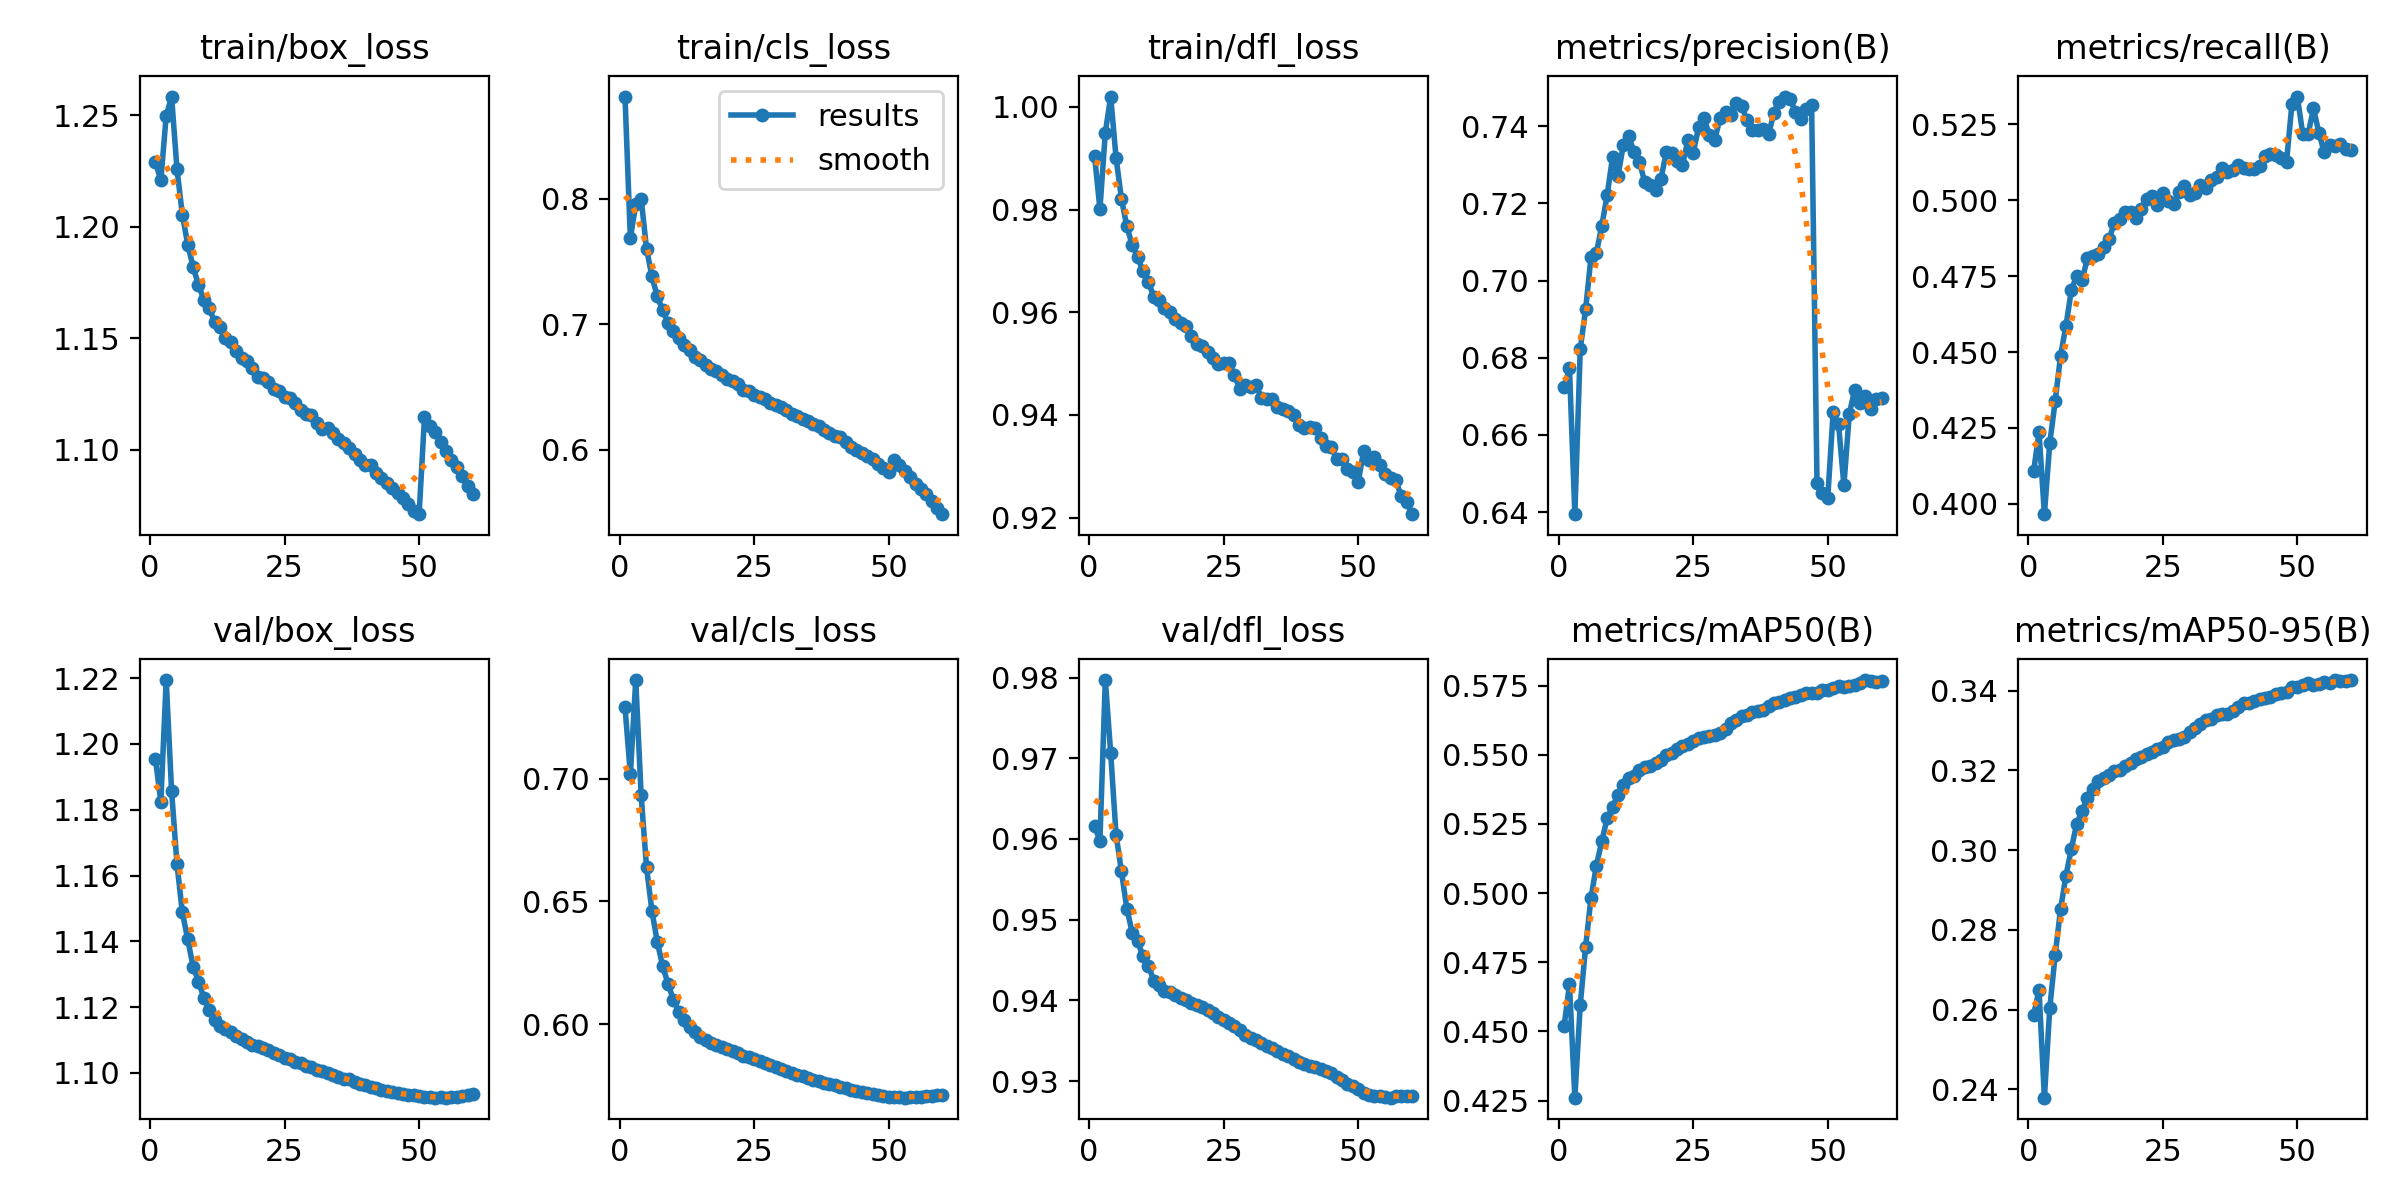 train/box_loss
train/cls_loss
train/dfl_loss
metrics/precision(B)
metrics/recall(B)
1.25
1.20
1.15
1.10
0 25 50
results
smooth
0.8
0.7
0.6
0 25 50
1.00
0.98
0.96
0.94
0.92
0 25 50
0.74
0.72
0.70
0.68
0.66
0.64
0 25 50
0.525
0.500
0.475
0.450
0.425
0.400
0 25 50
val/box_loss
val/cls_loss
val/dfl_loss
metrics/mAP50(B)
metrics/mAP50-95(B)
1.22
1.20
1.18
1.16
1.14
1.12
1.10
0 25 50
0.70
0.65
0.60
0 25 50
0.98
0.97
0.96
0.95
0.94
0.93
0 25 50
0.575
0.550
0.525
0.500
0.475
0.450
0.425
0 25 50
0.34
0.32
0.30
0.28
0.26
0.24
0 25 50